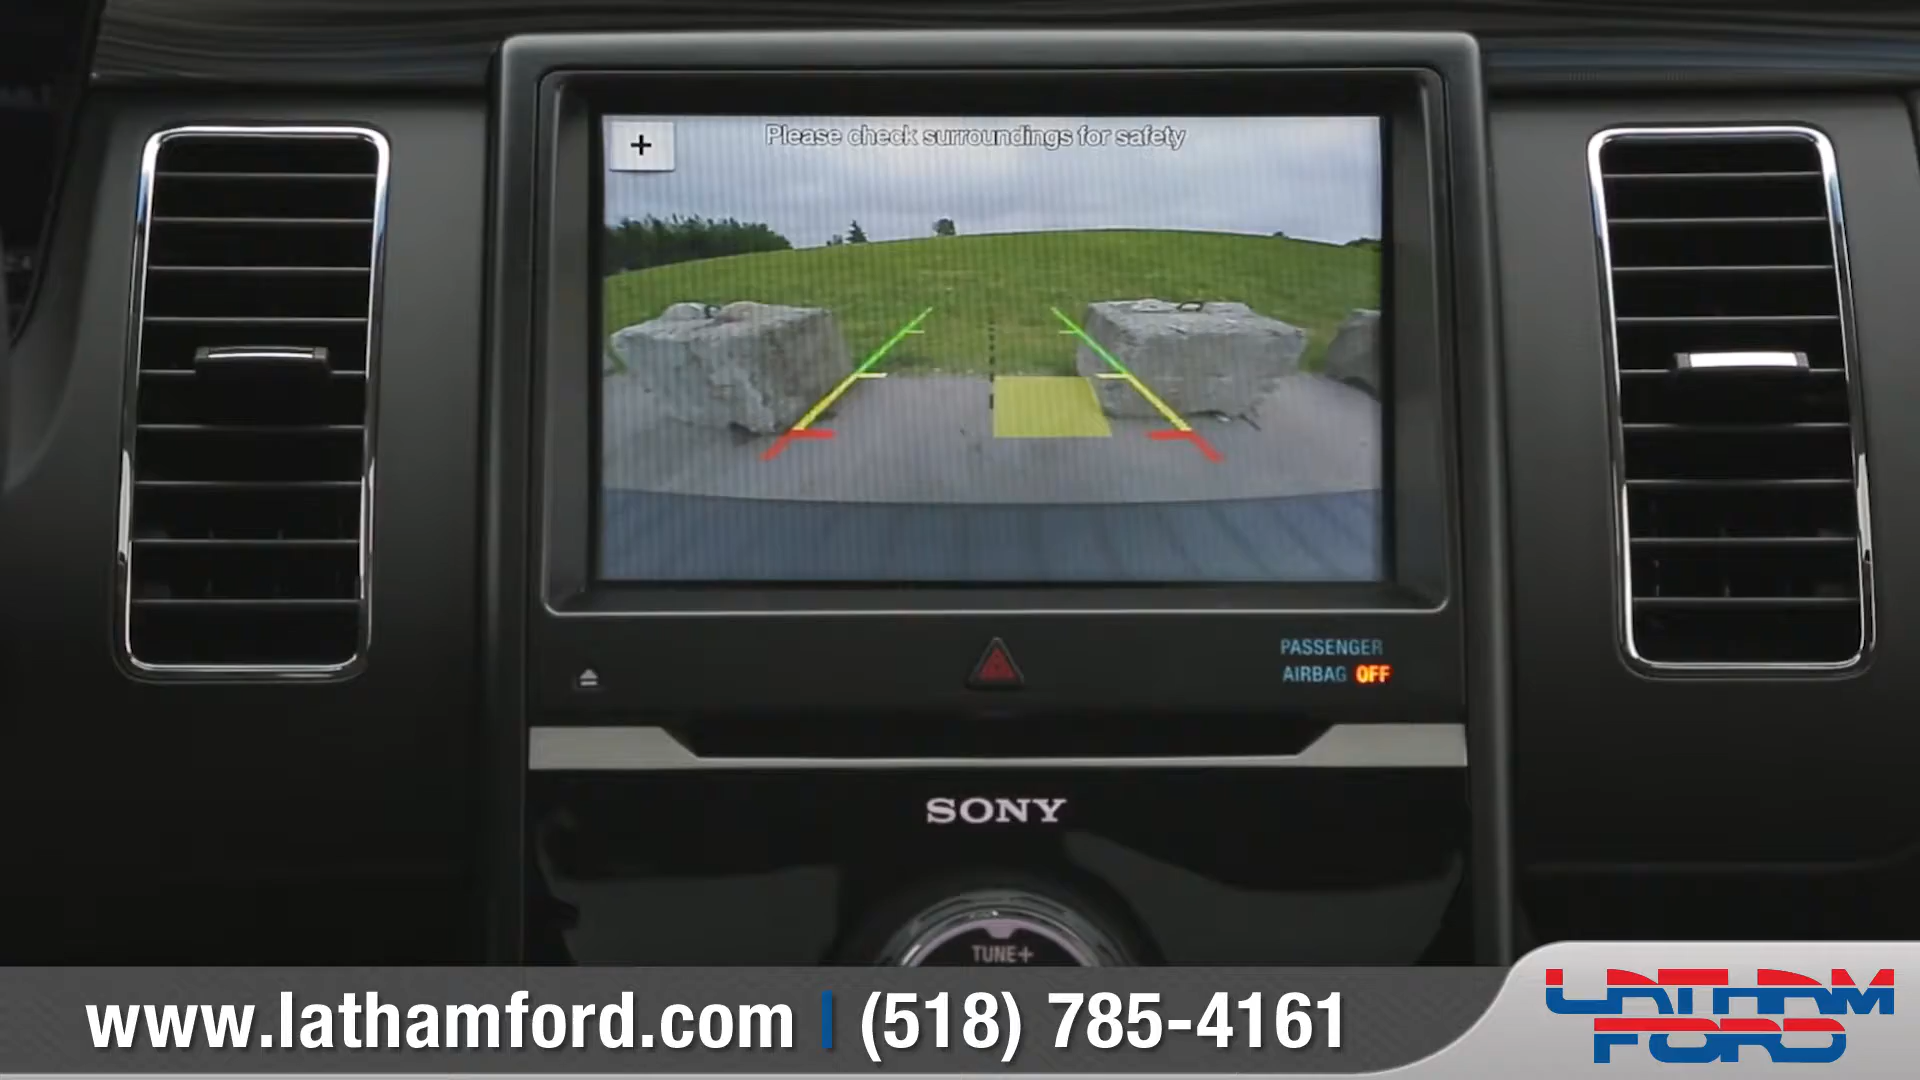 +
Please check surroundings for safety
PASSENGER
AIRBAG OFF
SONY
TUNE+
www.lathamford.com | (518) 785-4161
LATHAM
FORD